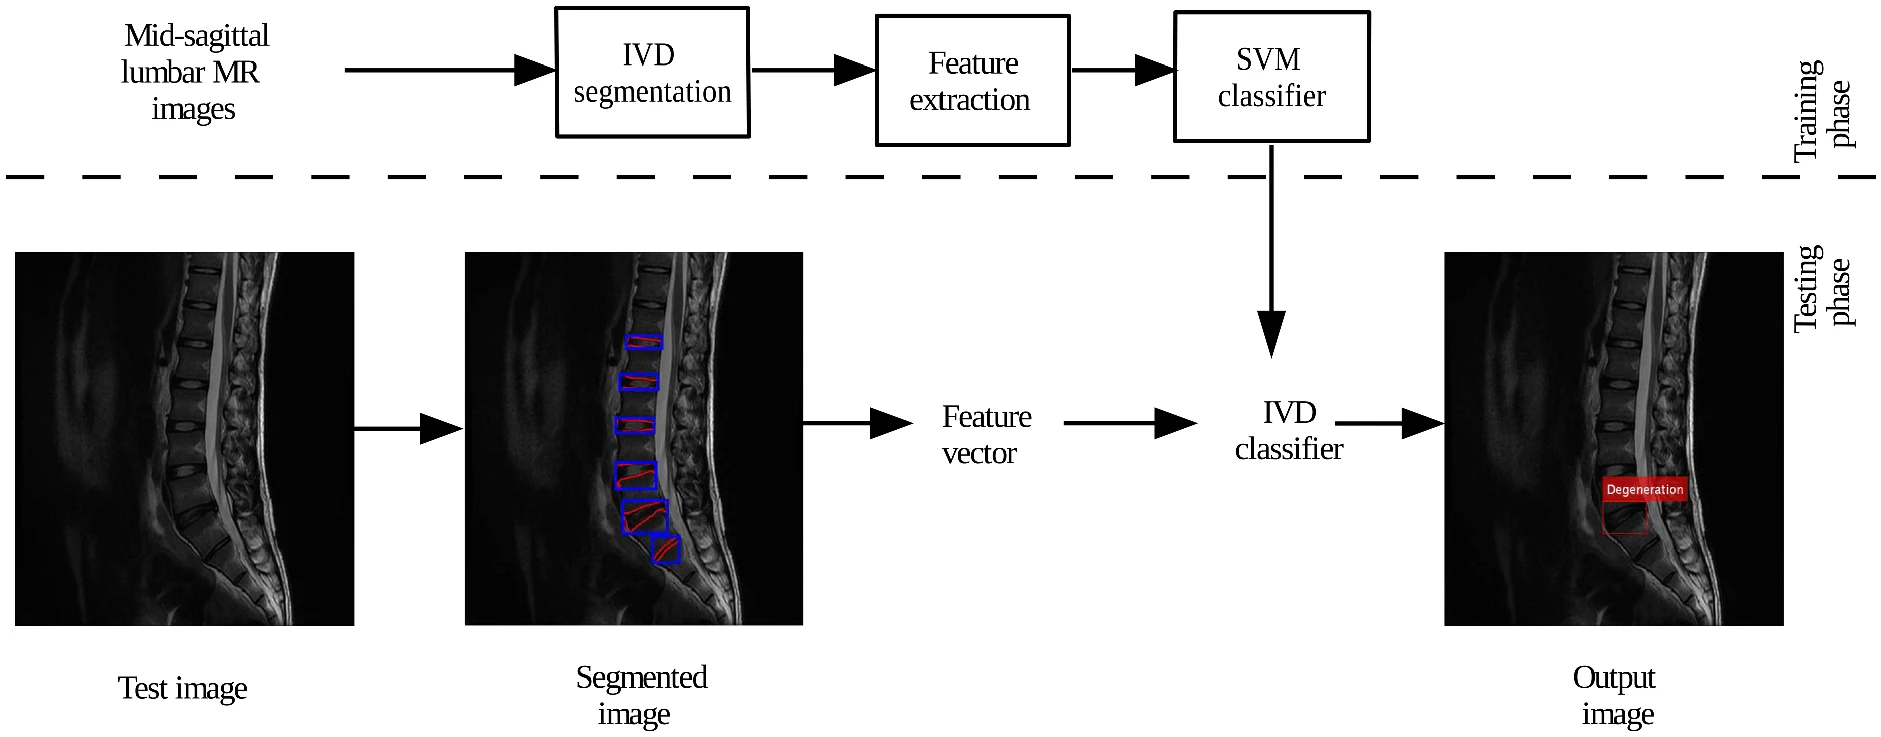 Mid-sagittal
lumbar MR
images
IVD
segmentation
Feature
extraction
SVM
classifier
Training
phase
Testing
phase
Feature
vector
IVD
classifier
Degeneration
Test image
Segmented
image
Output
image